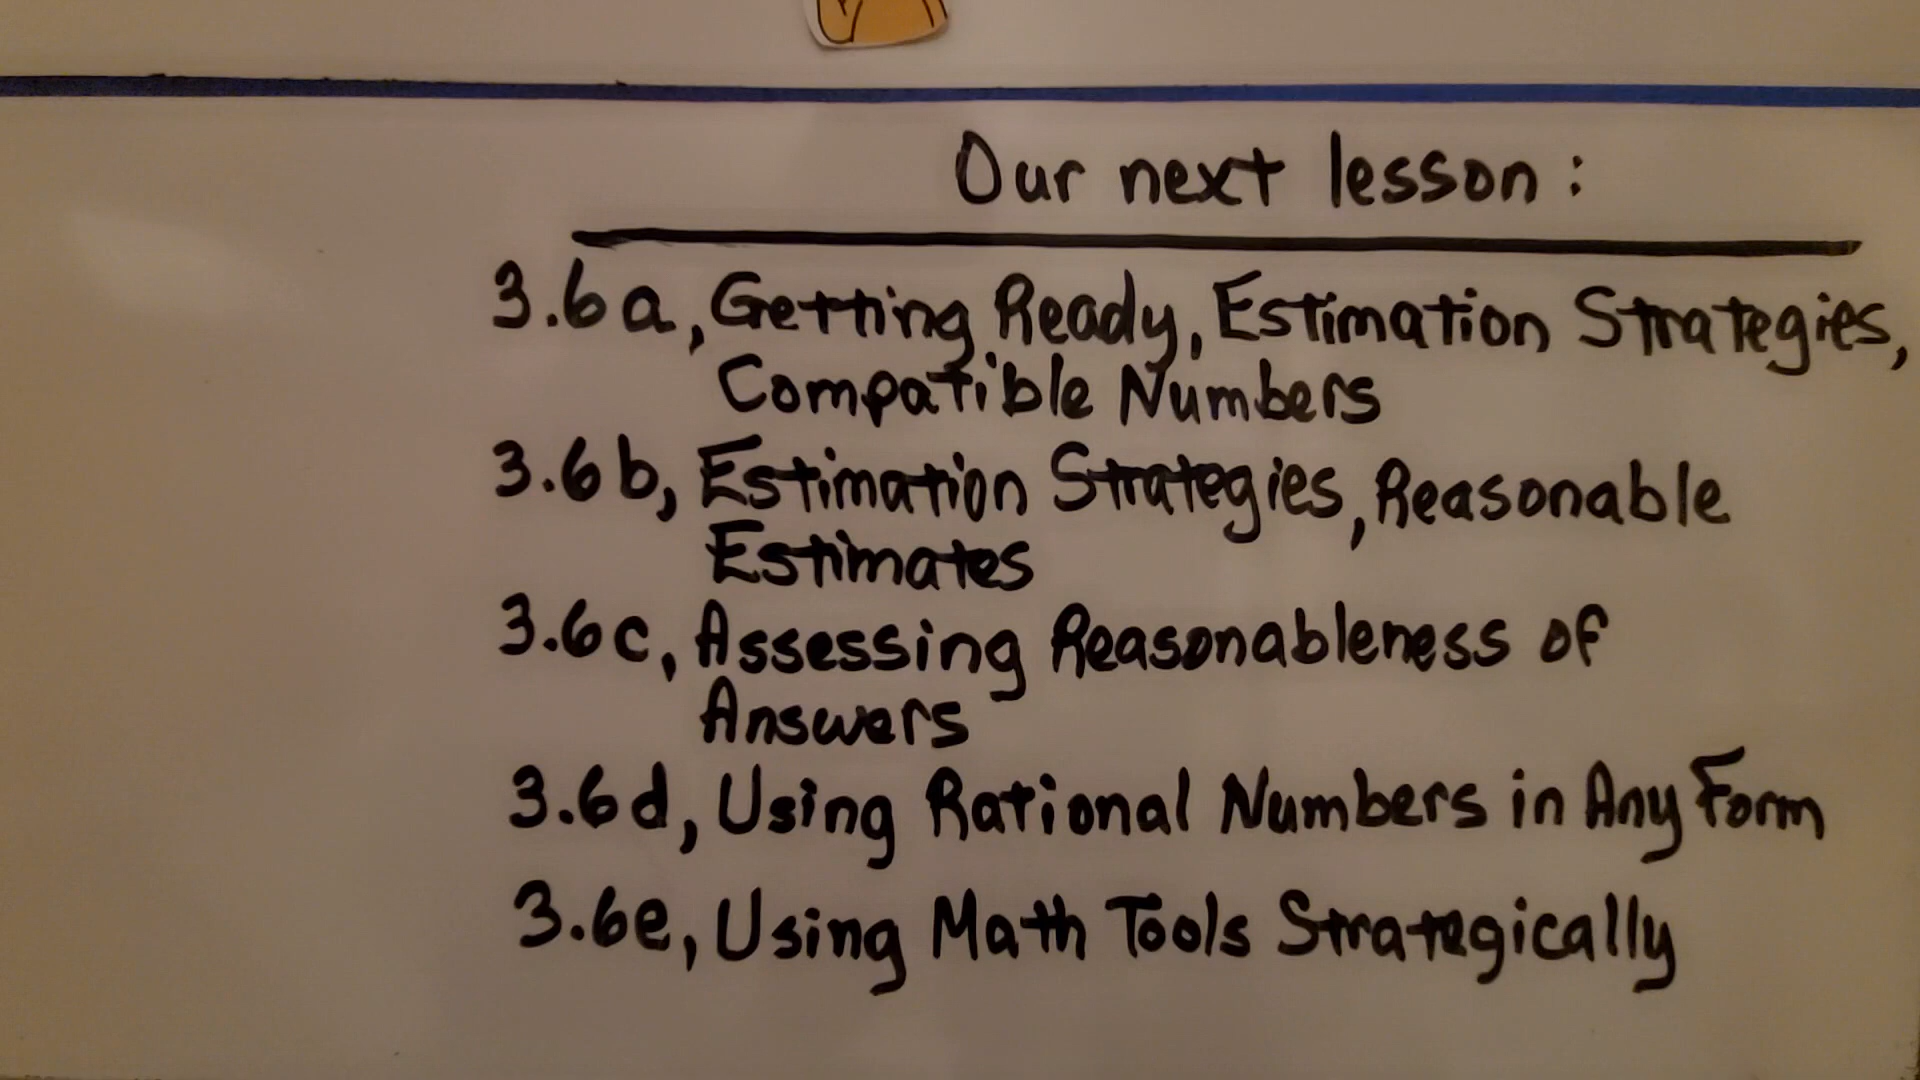 Our next lesson:
3.6a, Getting Ready, Estimation Strategies,
Compatible Numbers
3.6b, Estimation Strategies, Reasonable
Estimates
3.6c, Assessing Reasonableness of
Answers
3.6d, Using Rational Numbers in Any Form
3.6e, Using Math Tools Strategically